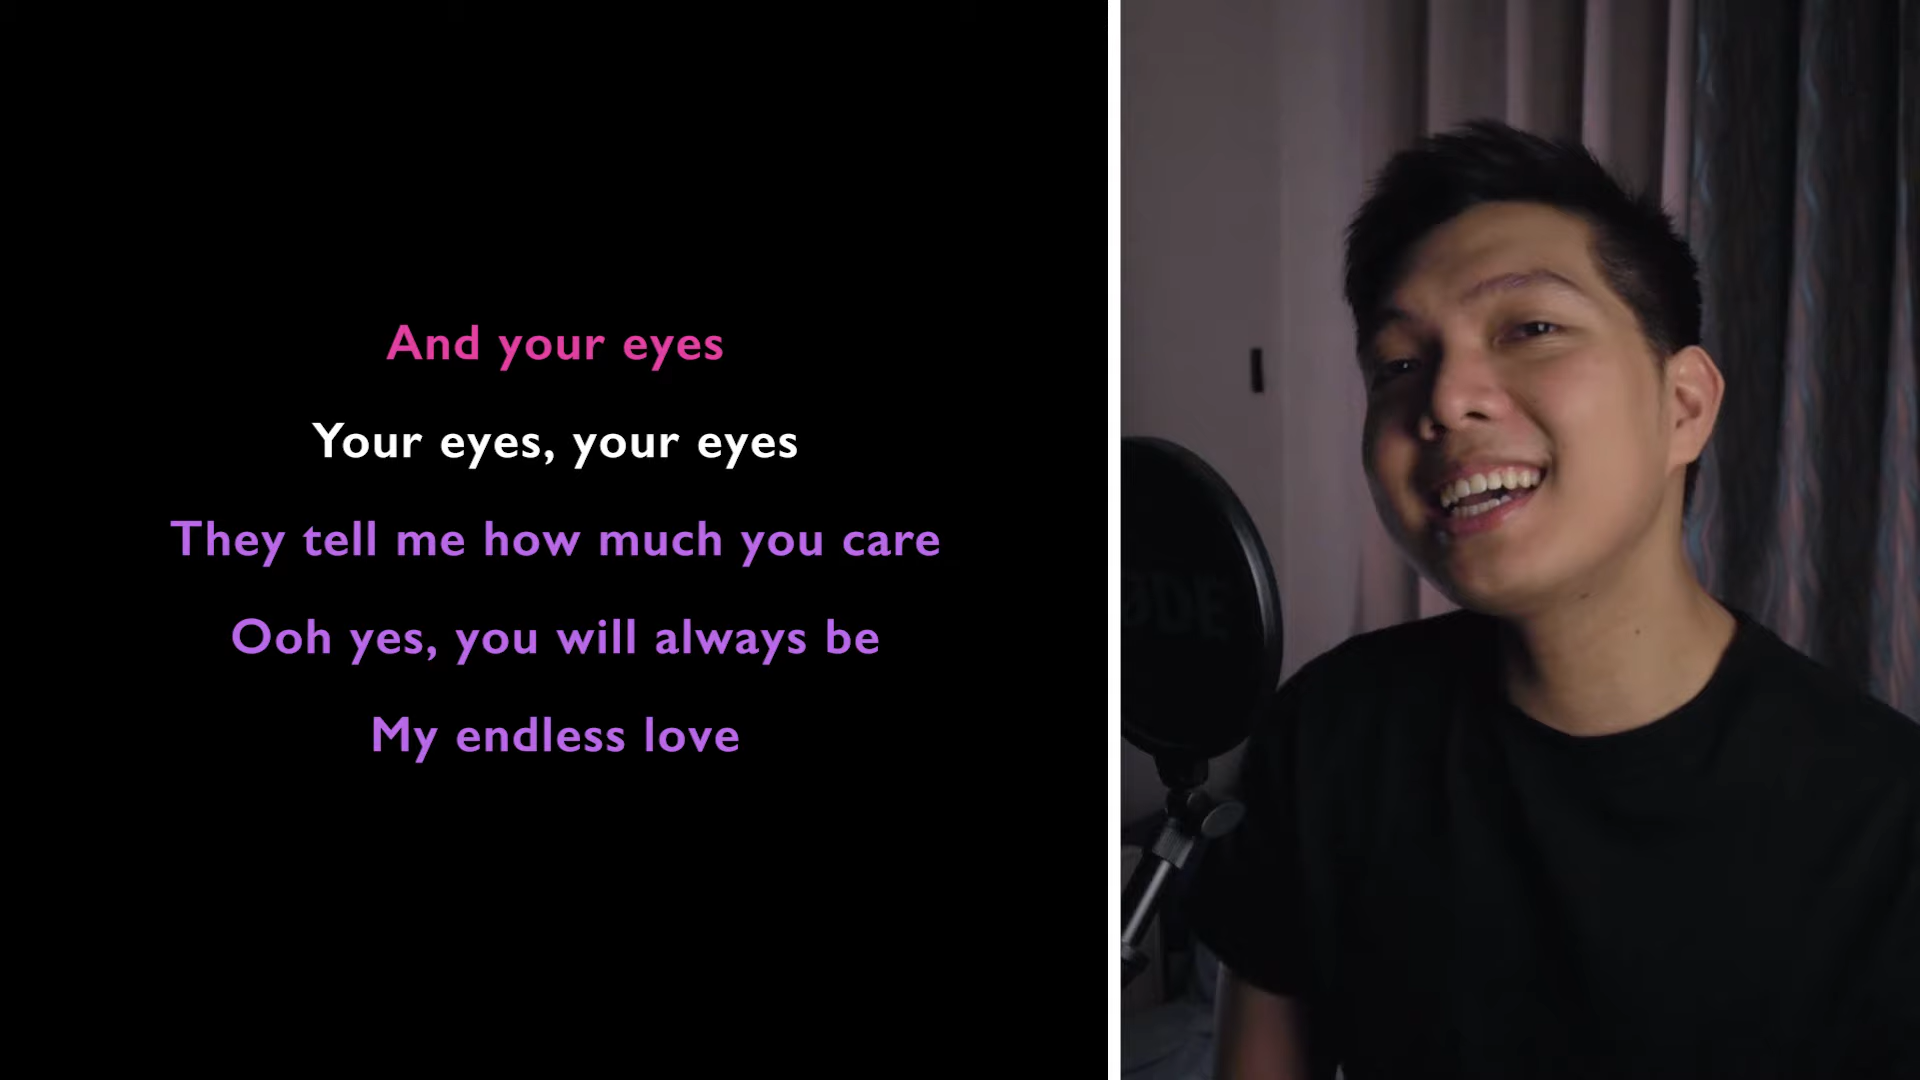 And your eyes
Your eyes, your eyes
They tell me how much you care
Ooh yes, you will always be
My endless love